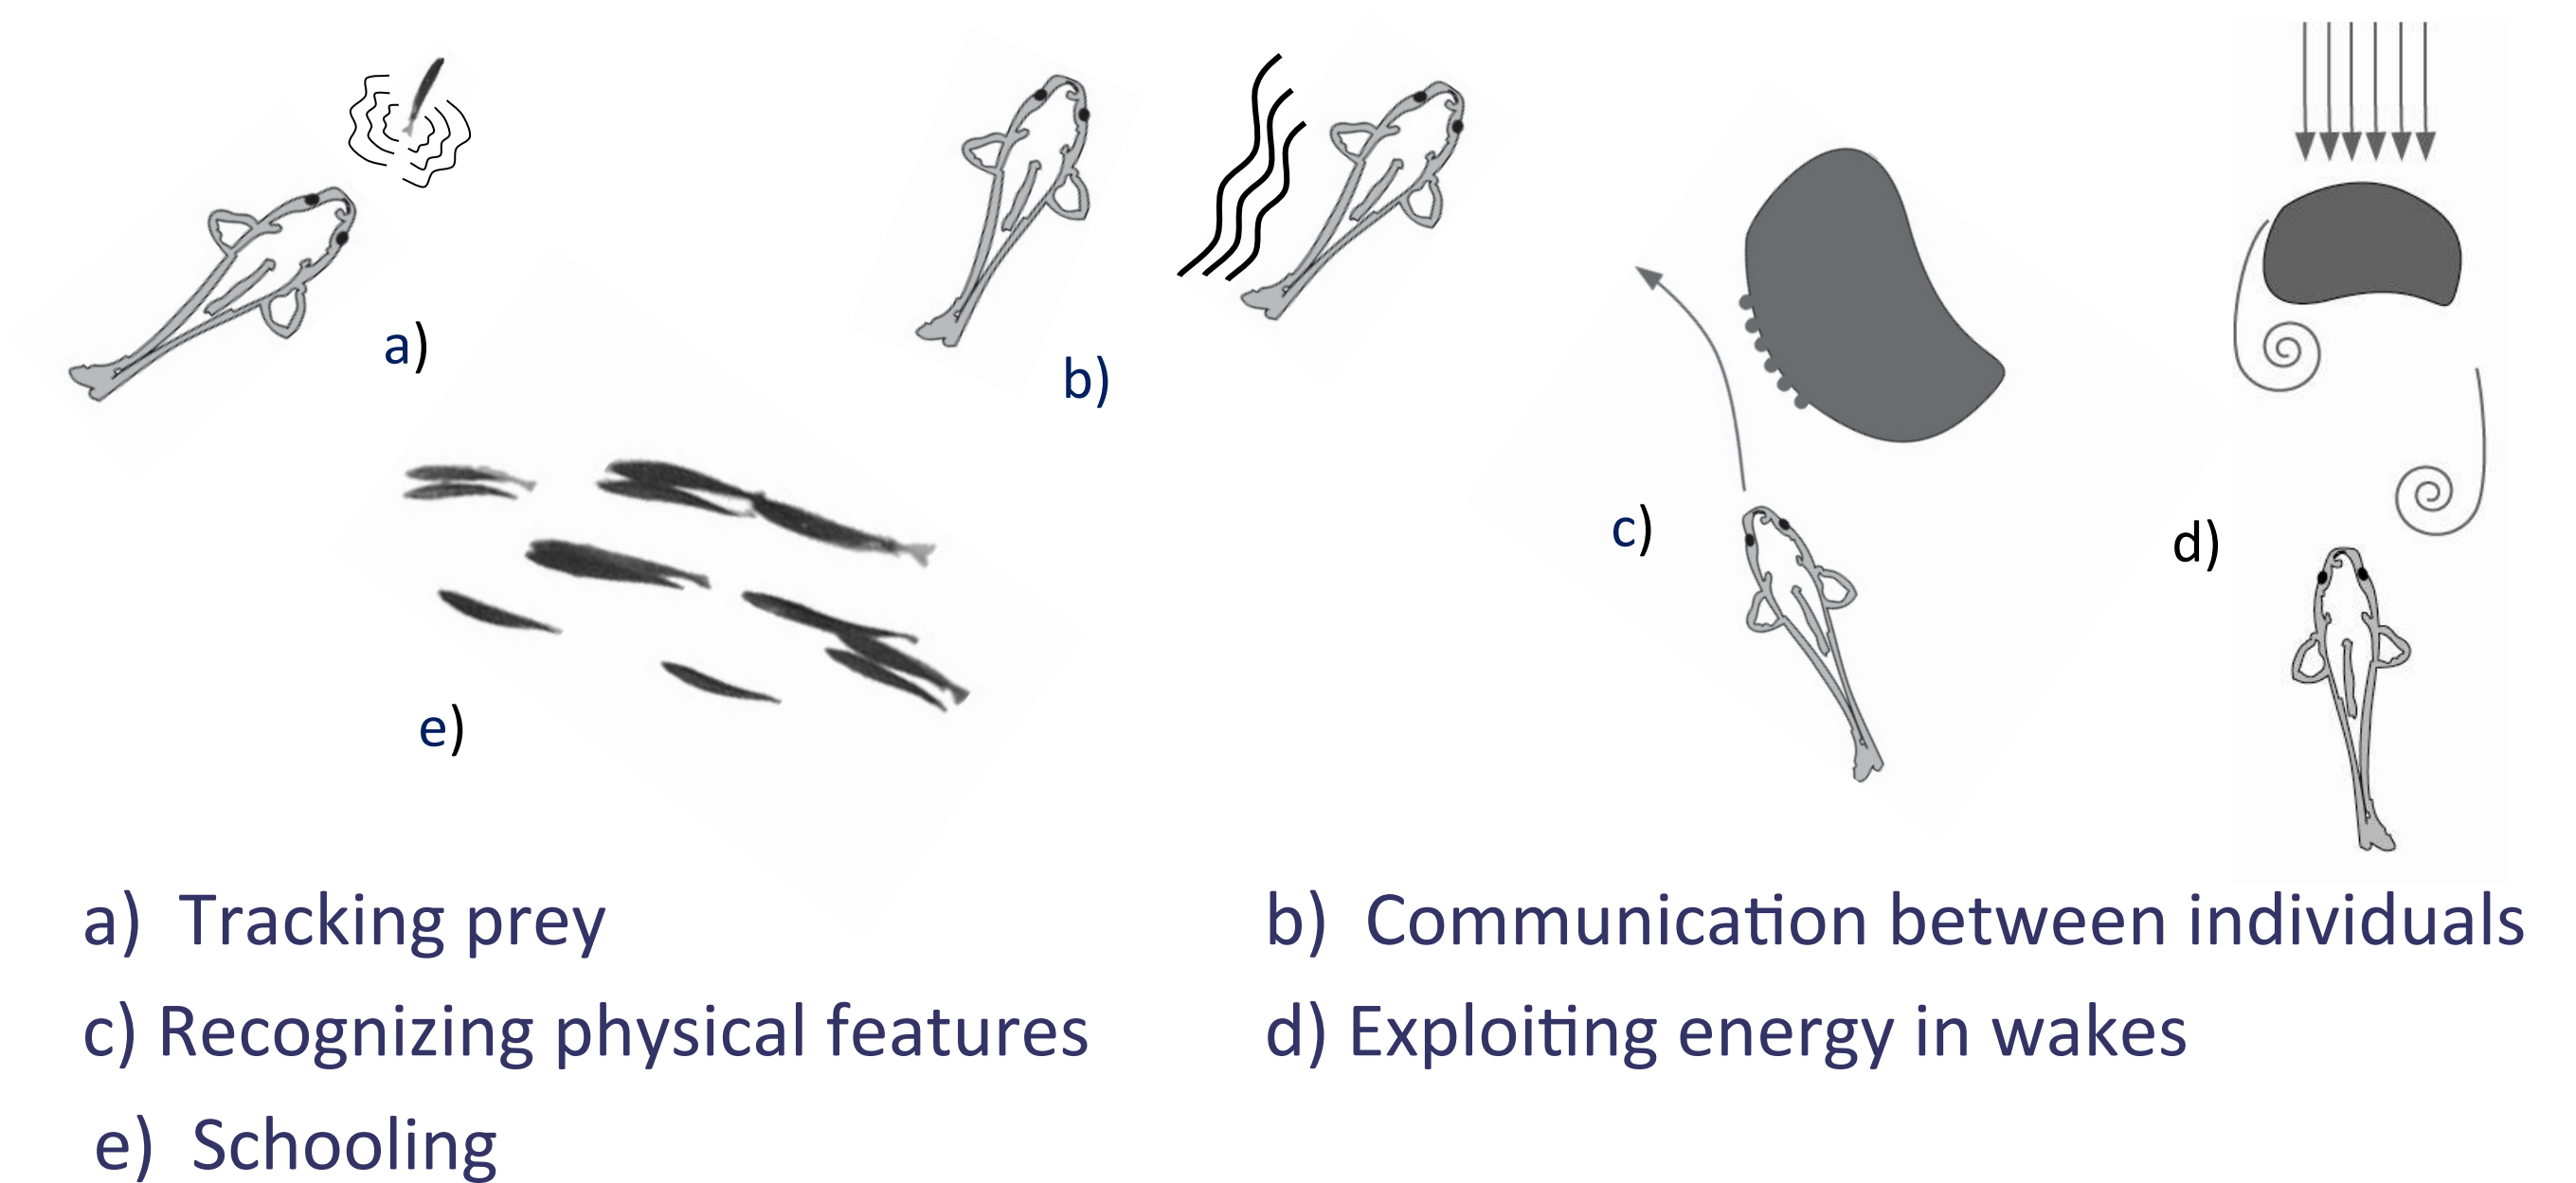 a)
b)
c)
d)
e)
a) Tracking prey
b) Communication between individuals
c) Recognizing physical features
d) Exploiting energy in wakes
e) Schooling